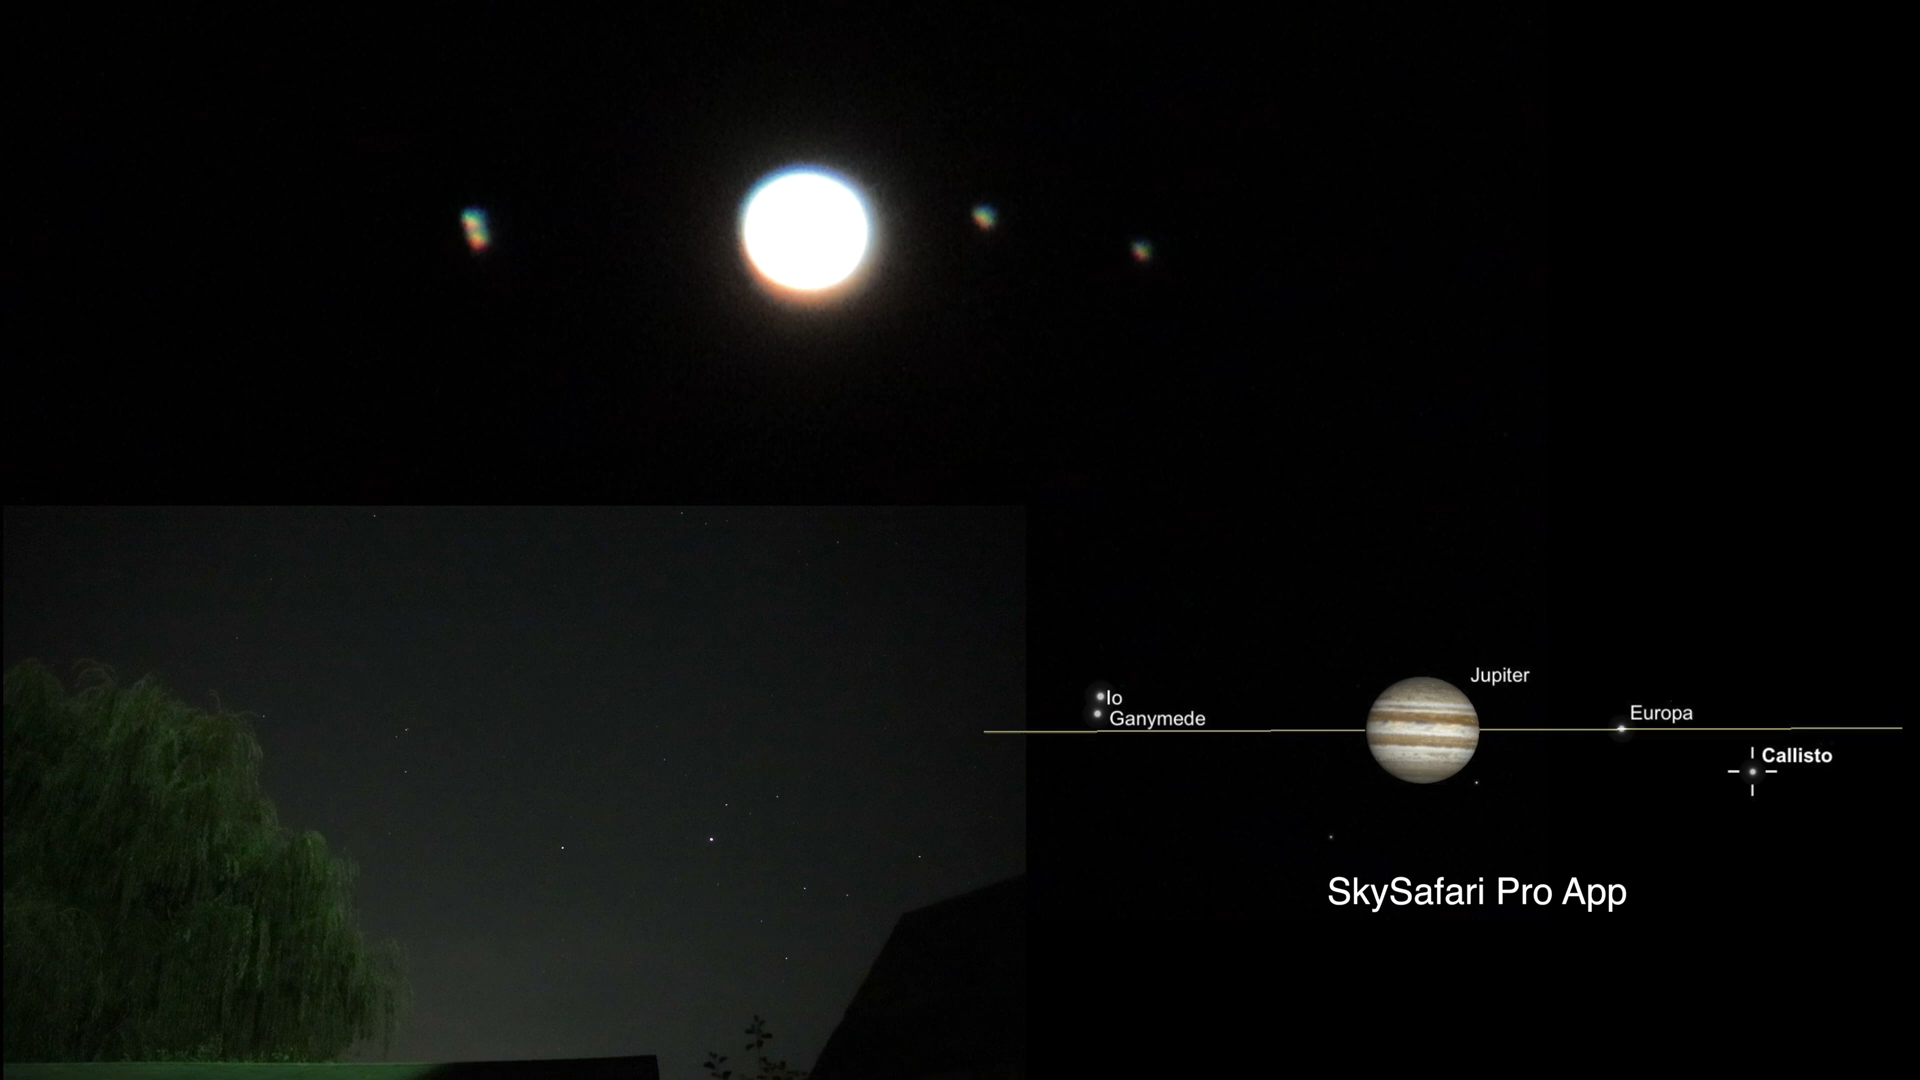 Jupiter
Io
Ganymede
Europa
Callisto
SkySafari Pro App